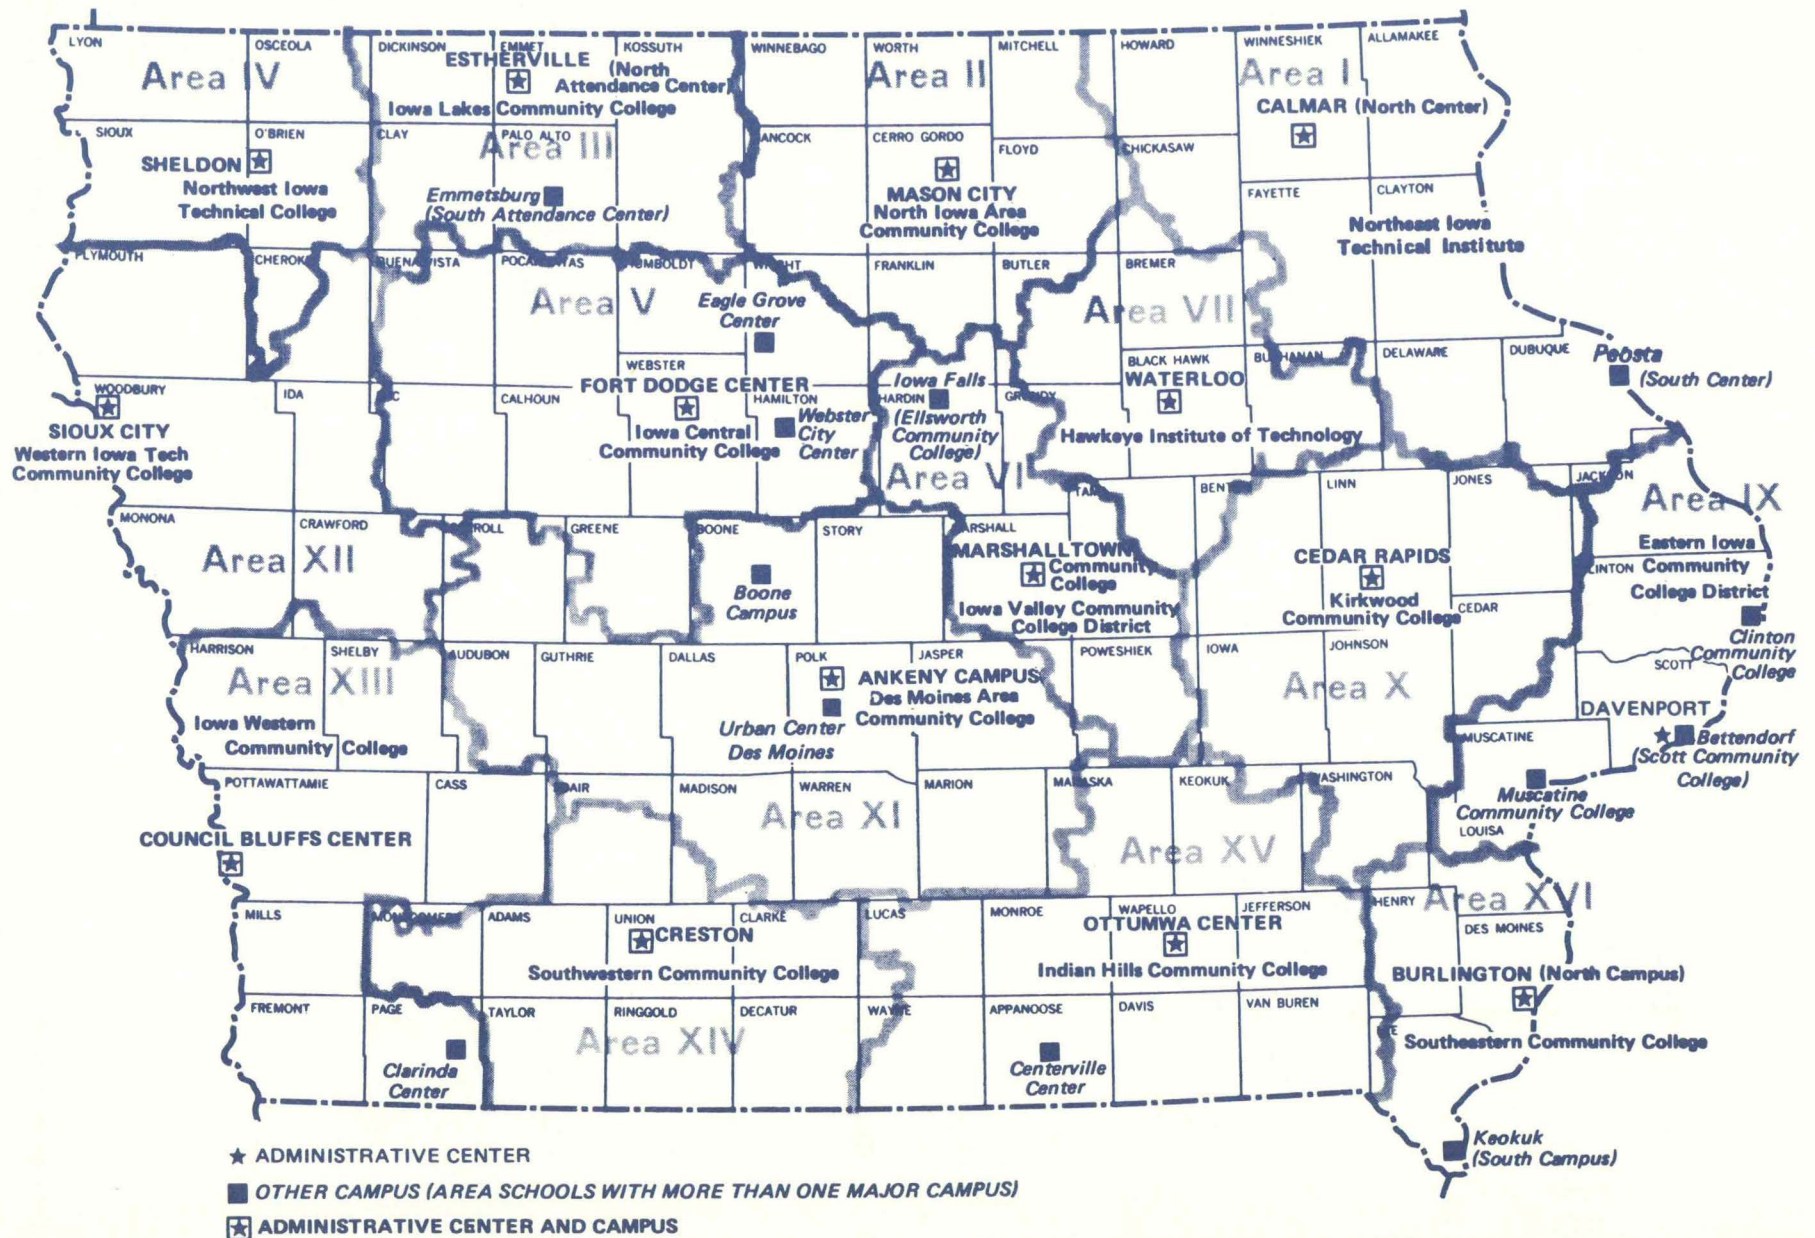 LYON
OSCEOLA
DICKINSON
EMMET
KOSSUTH
WINNEBAGO
WORTH
MITCHELL
HOWARD
WINNESHIEK
ALLAMAKEE
Area IV
ESTHERVILLE
(North
Attendance Center)
Iowa Lakes Community College
Area II
Area I
CALMAR (North Center)
SIOUX
O'BRIEN
CLAY
PALO ALTO
Area III
ANCOCK
CERRO GORDO
FLOYD
CHICKASAW
SHELDON
Northwest Iowa
Technical College
Emmetsburg
(South Attendance Center)
MASON CITY
North Iowa Area
Community College
FAYETTE
CLAYTON
Northeast Iowa
Technical Institute
PLYMOUTH
CHEROK
BUENA VISTA
POCAHONTAS
HUMBOLDT
WRIGHT
FRANKLIN
BUTLER
BREMER
Area V
Eagle Grove
Center
Area VII
WEBSTER
BLACK HAWK
BUCHANAN
DELAWARE
DUBUQUE
Peosta
(South Center)
WOODBURY
IDA
C
CALHOUN
FORT DODGE CENTER
HAMILTON
HARDIN
GRUNDY
Iowa Falls
(Ellsworth
Community
College)
WATERLOO
SIOUX CITY
Western Iowa Tech
Community College
Iowa Central
Community College
Webster
City
Center
Hawkeye Institute of Technology
Area VI
TAMA
BENTON
LINN
JONES
JACKSON
Area IX
Eastern Iowa
Community
College District
MONONA
CRAWFORD
CARROLL
GREENE
BOONE
STORY
MARSHALL
Area XII
Boone
Campus
MARSHALLTOWN
Community
College
Iowa Valley Community
College District
CEDAR RAPIDS
Kirkwood
Community College
CLINTON
CEDAR
Clinton
Community
College
HARRISON
SHELBY
AUDUBON
GUTHRIE
DALLAS
POLK
JASPER
POWESHIEK
IOWA
JOHNSON
SCOTT
Area XIII
Iowa Western
Community College
ANKENY CAMPUS
Des Moines Area
Community College
Urban Center
Des Moines
Area X
DAVENPORT
Bettendorf
(Scott Community
College)
MUSCATINE
Muscatine
Community College
POTTAWATTAMIE
CASS
ADAIR
MADISON
WARREN
MARION
MAHASKA
KEOKUK
WASHINGTON
LOUISA
Area XI
Area XV
COUNCIL BLUFFS CENTER
MILLS
MONTGOMERY
ADAMS
UNION
CLARKE
LUCAS
MONROE
WAPELLO
JEFFERSON
HENRY
Area XVI
DES MOINES
CRESTON
Southwestern Community College
OTTUMWA CENTER
Indian Hills Community College
BURLINGTON (North Campus)
Southeastern Community College
FREMONT
PAGE
TAYLOR
RINGGOLD
DECATUR
WAYNE
APPANOOSE
DAVIS
VAN BUREN
LEE
Area XIV
Clarinda
Center
Centerville
Center
Keokuk
(South Campus)
ADMINISTRATIVE CENTER
OTHER CAMPUS (AREA SCHOOLS WITH MORE THAN ONE MAJOR CAMPUS)
ADMINISTRATIVE CENTER AND CAMPUS